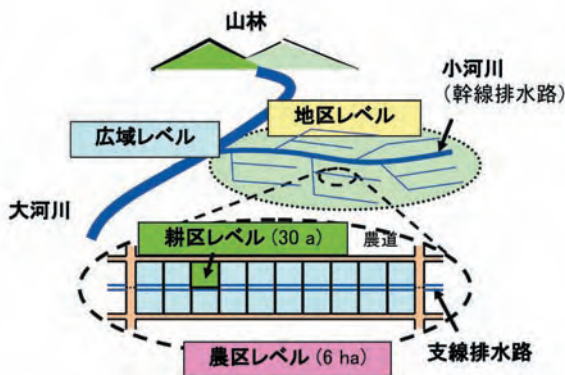 山林
小河川
(幹線排水路)
地区レベル
広域レベル
大河川
耕区レベル (30 a)
農道
農区レベル (6 ha)
支線排水路